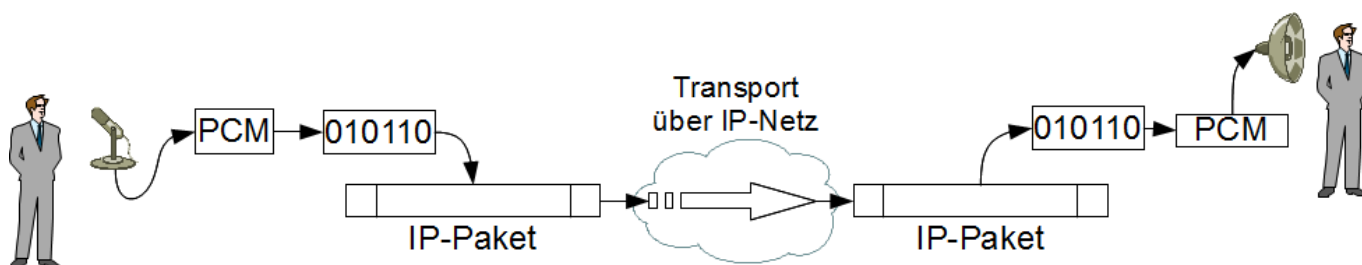 PCM
010110
IP-Paket
Transport
über IP-Netz
IP-Paket
010110
PCM